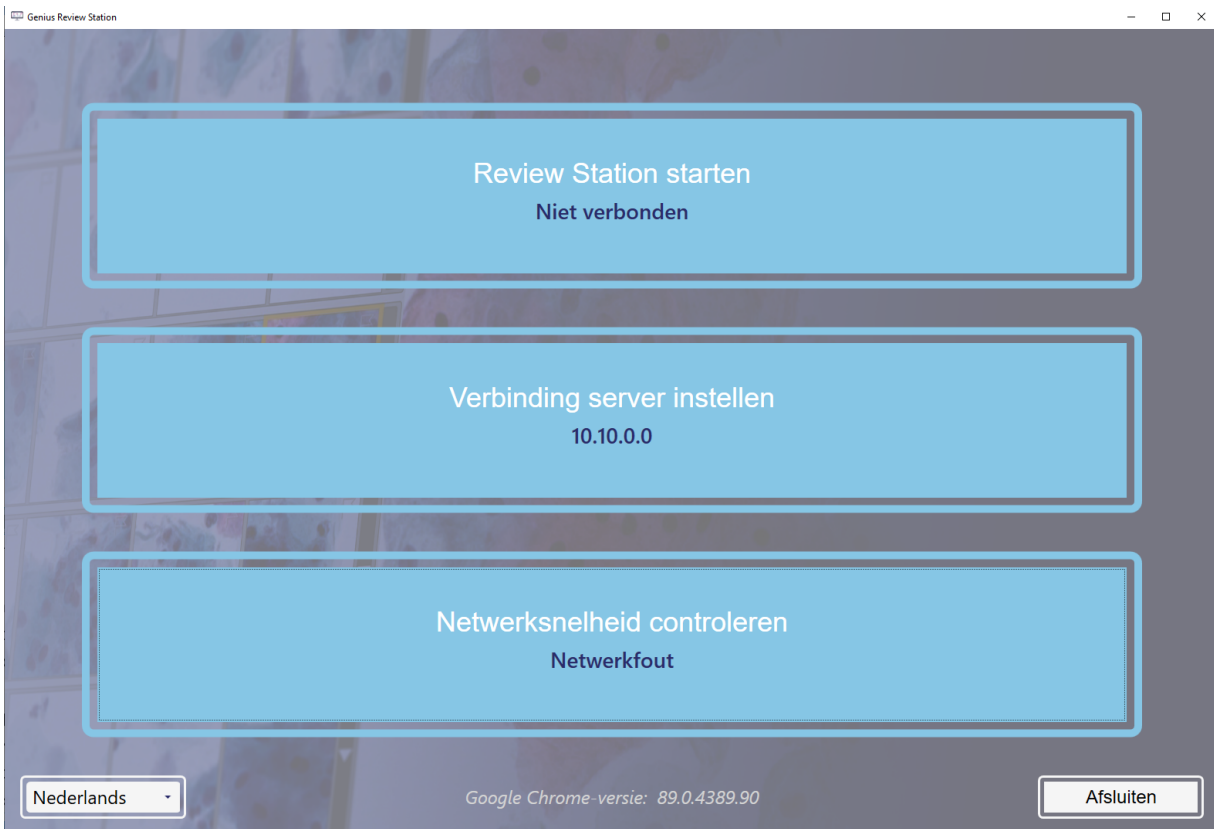 Genius Review Station
Review Station starten
Niet verbonden
Verbinding server instellen
10.10.0.0
Netwerksnelheid controleren
Netwerkfout
Nederlands
Google Chrome-versie: 89.0.4389.90
Afsluiten